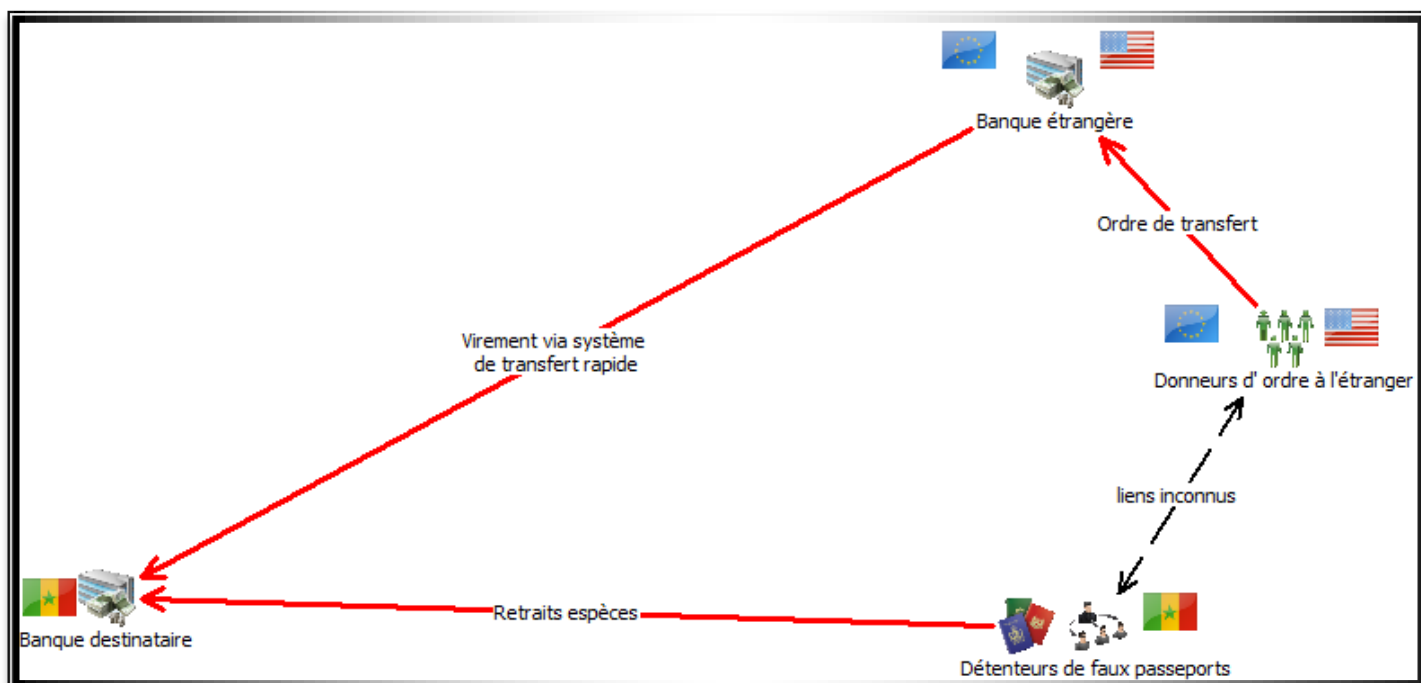 Banque étrangère
Ordre de transfert
Virement via système
de transfert rapide
Donneurs d' ordre à l'étranger
liens inconnus
Retraits espèces
Banque destinataire
Détenteurs de faux passeports